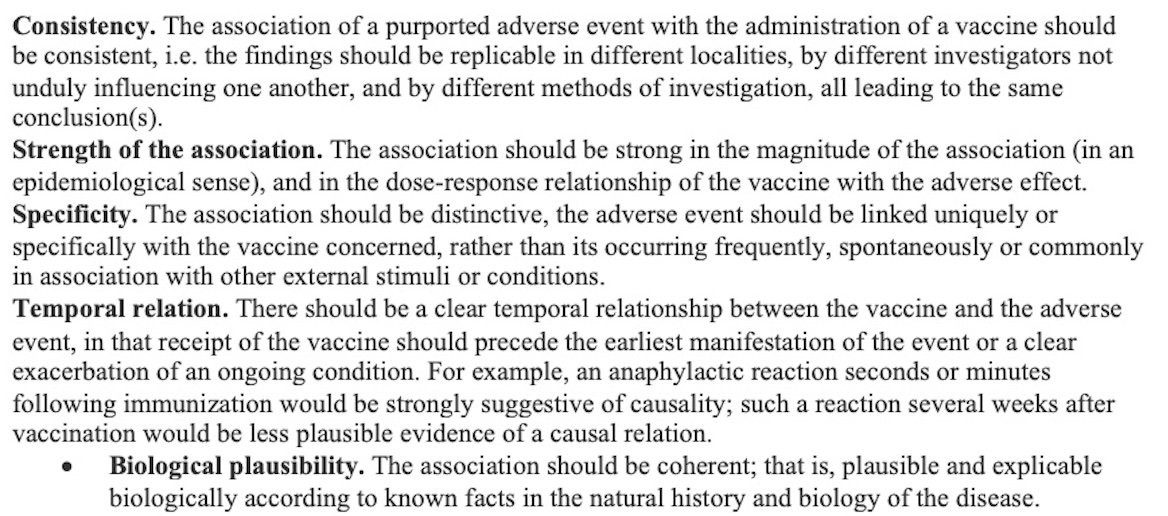 Consistency. The association of a purported adverse event with the administration of a vaccine should
be consistent, i.e. the findings should be replicable in different localities, by different investigators not
unduly influencing one another, and by different methods of investigation, all leading to the same
conclusion(s).
Strength of the association. The association should be strong in the magnitude of the association (in an
epidemiological sense), and in the dose-response relationship of the vaccine with the adverse effect.
Specificity. The association should be distinctive, the adverse event should be linked uniquely or
specifically with the vaccine concerned, rather than its occurring frequently, spontaneously or commonly
in association with other external stimuli or conditions.
Temporal relation. There should be a clear temporal relationship between the vaccine and the adverse
event, in that receipt of the vaccine should precede the earliest manifestation of the event or a clear
exacerbation of an ongoing condition. For example, an anaphylactic reaction seconds or minutes
following immunization would be strongly suggestive of causality; such a reaction several weeks after
vaccination would be less plausible evidence of a causal relation.
• Biological plausibility. The association should be coherent; that is, plausible and explicable
biologically according to known facts in the natural history and biology of the disease.